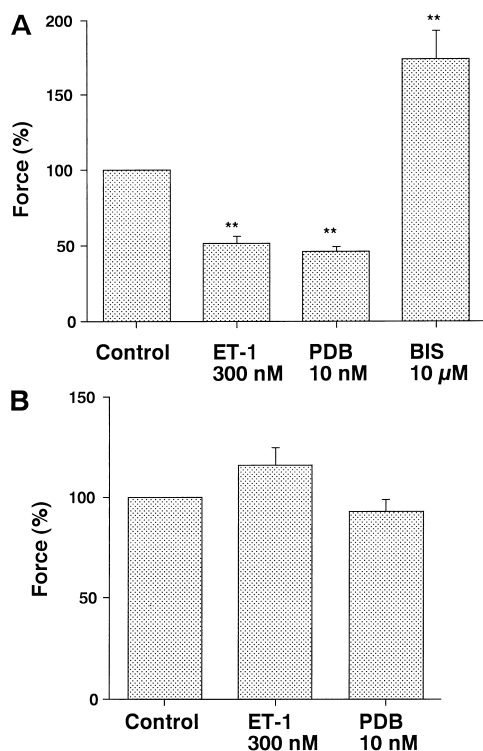 A
200
150
100
50
0
Force (%)
** ** **
Control ET-1 PDB BIS
300 nM 10 nM 10 µM
B
150
100
50
0
Force (%)
Control ET-1 PDB
300 nM 10 nM